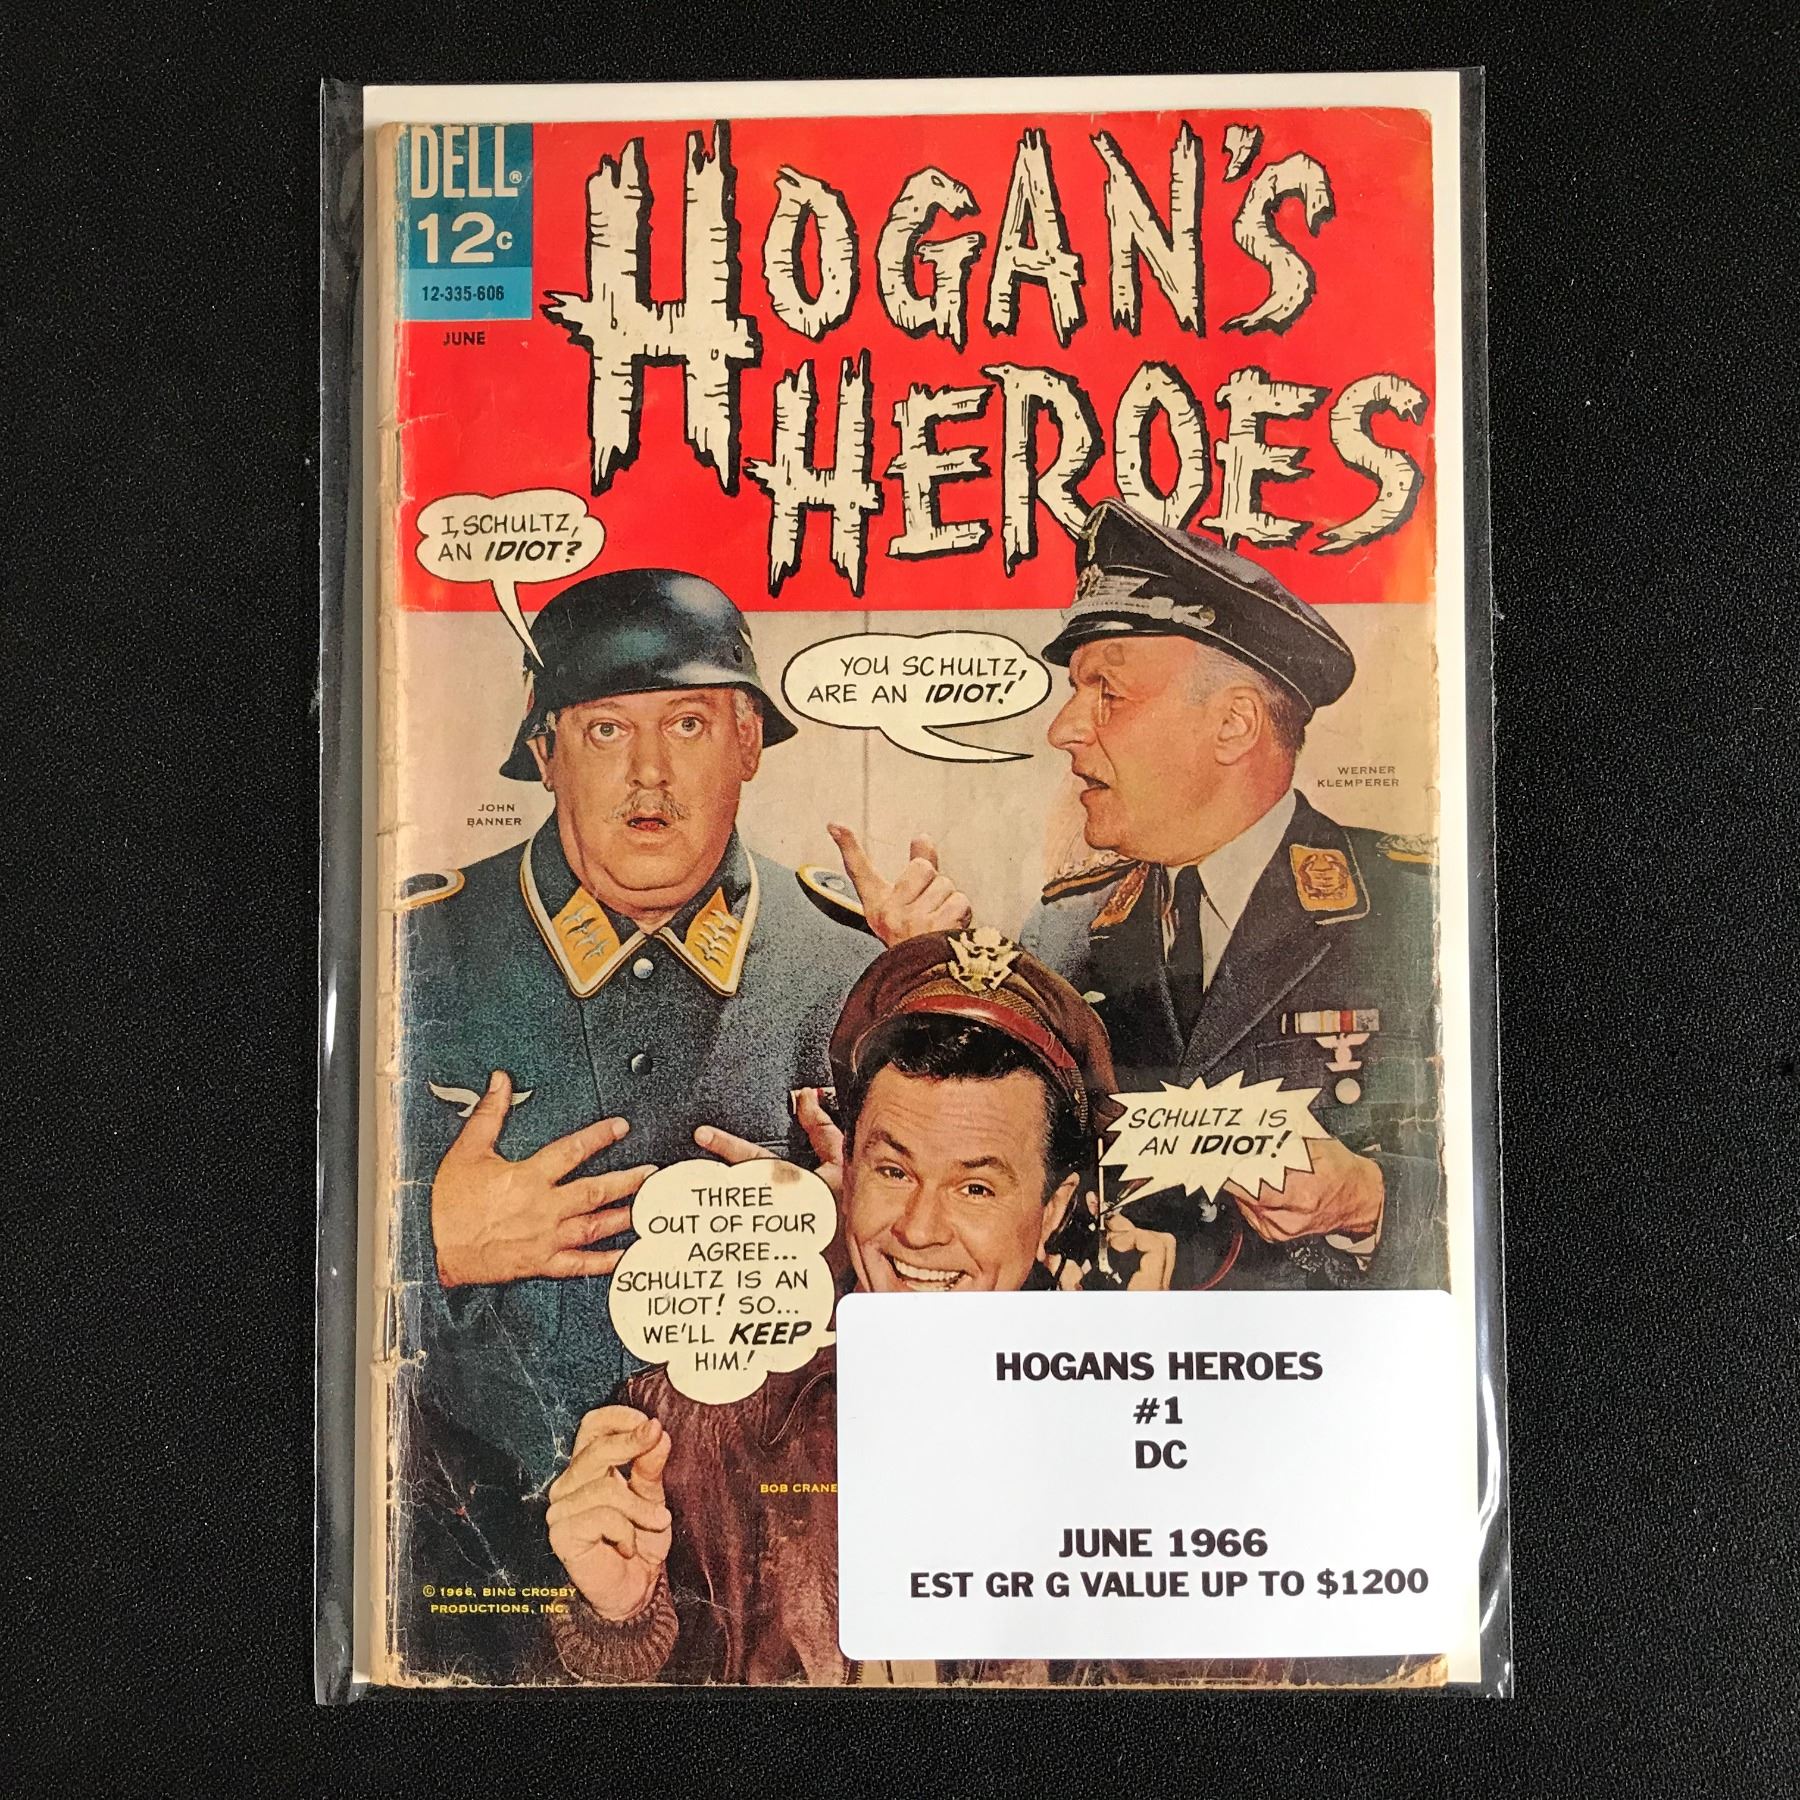 DELL®
12c
12-335-606
JUNE
HOGAN'S
HEROES
I, SCHULTZ,
AN IDIOT?
YOU SCHULTZ,
ARE AN IDIOT!
WERNER
KLEMPERER
JOHN
BANNER
SCHULTZ IS
AN IDIOT!
THREE
OUT OF FOUR
AGREE...
SCHULTZ IS AN
IDIOT! SO...
WE'LL KEEP
HIM!
BOB CRANE
© 1966, BING CROSBY
PRODUCTIONS, INC.
HOGANS HEROES
#1
DC
JUNE 1966
EST GR G VALUE UP TO $1200